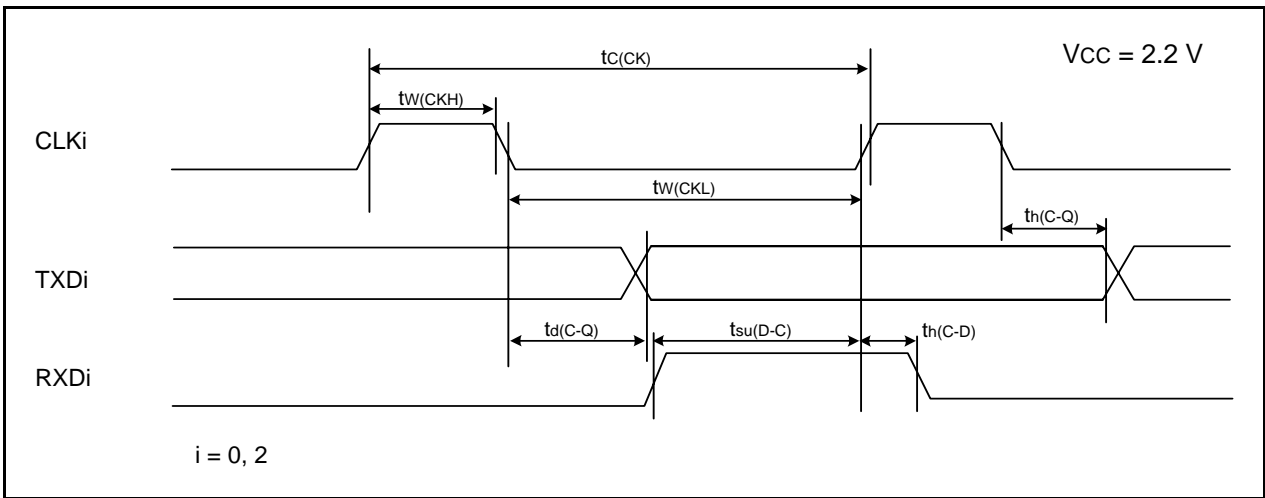 tC(CK)
VCC = 2.2 V
tW(CKH)
CLKi
tW(CKL)
th(C-Q)
TXDi
td(C-Q)
tsu(D-C)
th(C-D)
RXDi
i = 0, 2